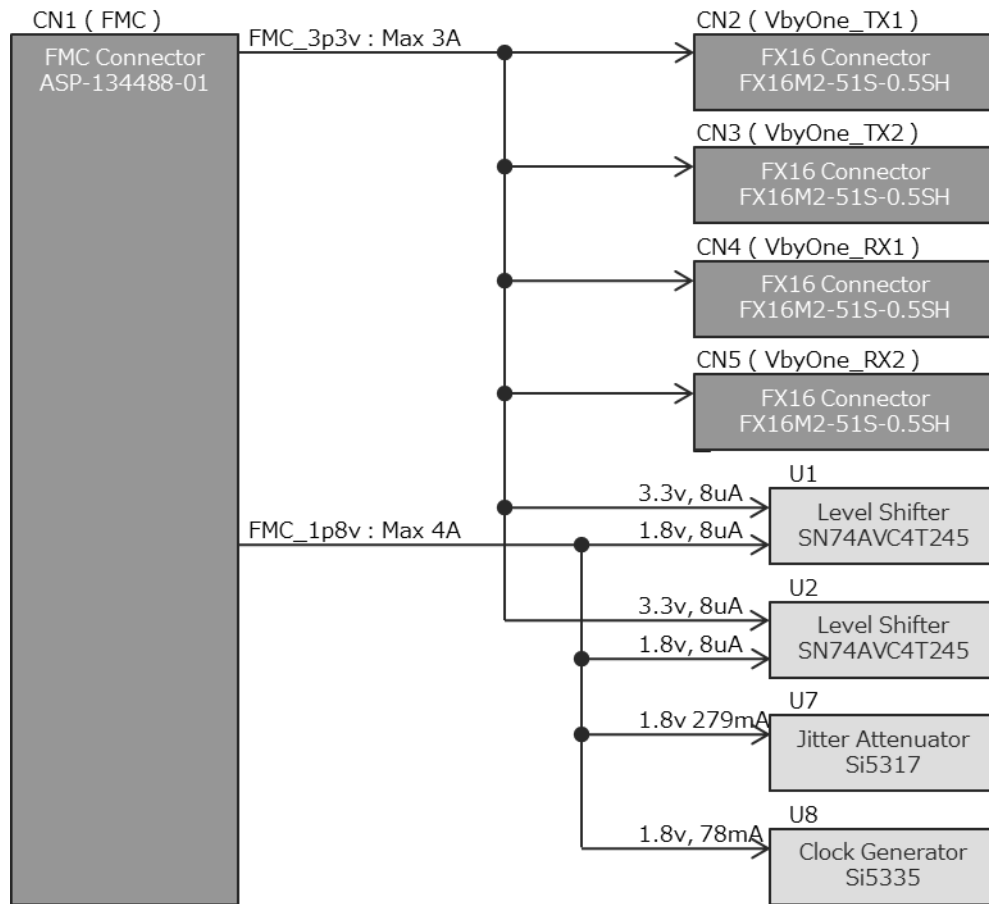 CN1 ( FMC )
FMC Connector
ASP-134488-01
FMC_3p3v : Max 3A
CN2 ( VbyOne_TX1 )
FX16 Connector
FX16M2-51S-0.5SH
CN3 ( VbyOne_TX2 )
FX16 Connector
FX16M2-51S-0.5SH
CN4 ( VbyOne_RX1 )
FX16 Connector
FX16M2-51S-0.5SH
CN5 ( VbyOne_RX2 )
FX16 Connector
FX16M2-51S-0.5SH
U1
3.3v, 8uA
Level Shifter
SN74AVC4T245
FMC_1p8v : Max 4A
1.8v, 8uA
U2
3.3v, 8uA
Level Shifter
SN74AVC4T245
1.8v, 8uA
U7
1.8v 279mA
Jitter Attenuator
Si5317
U8
1.8v, 78mA
Clock Generator
Si5335